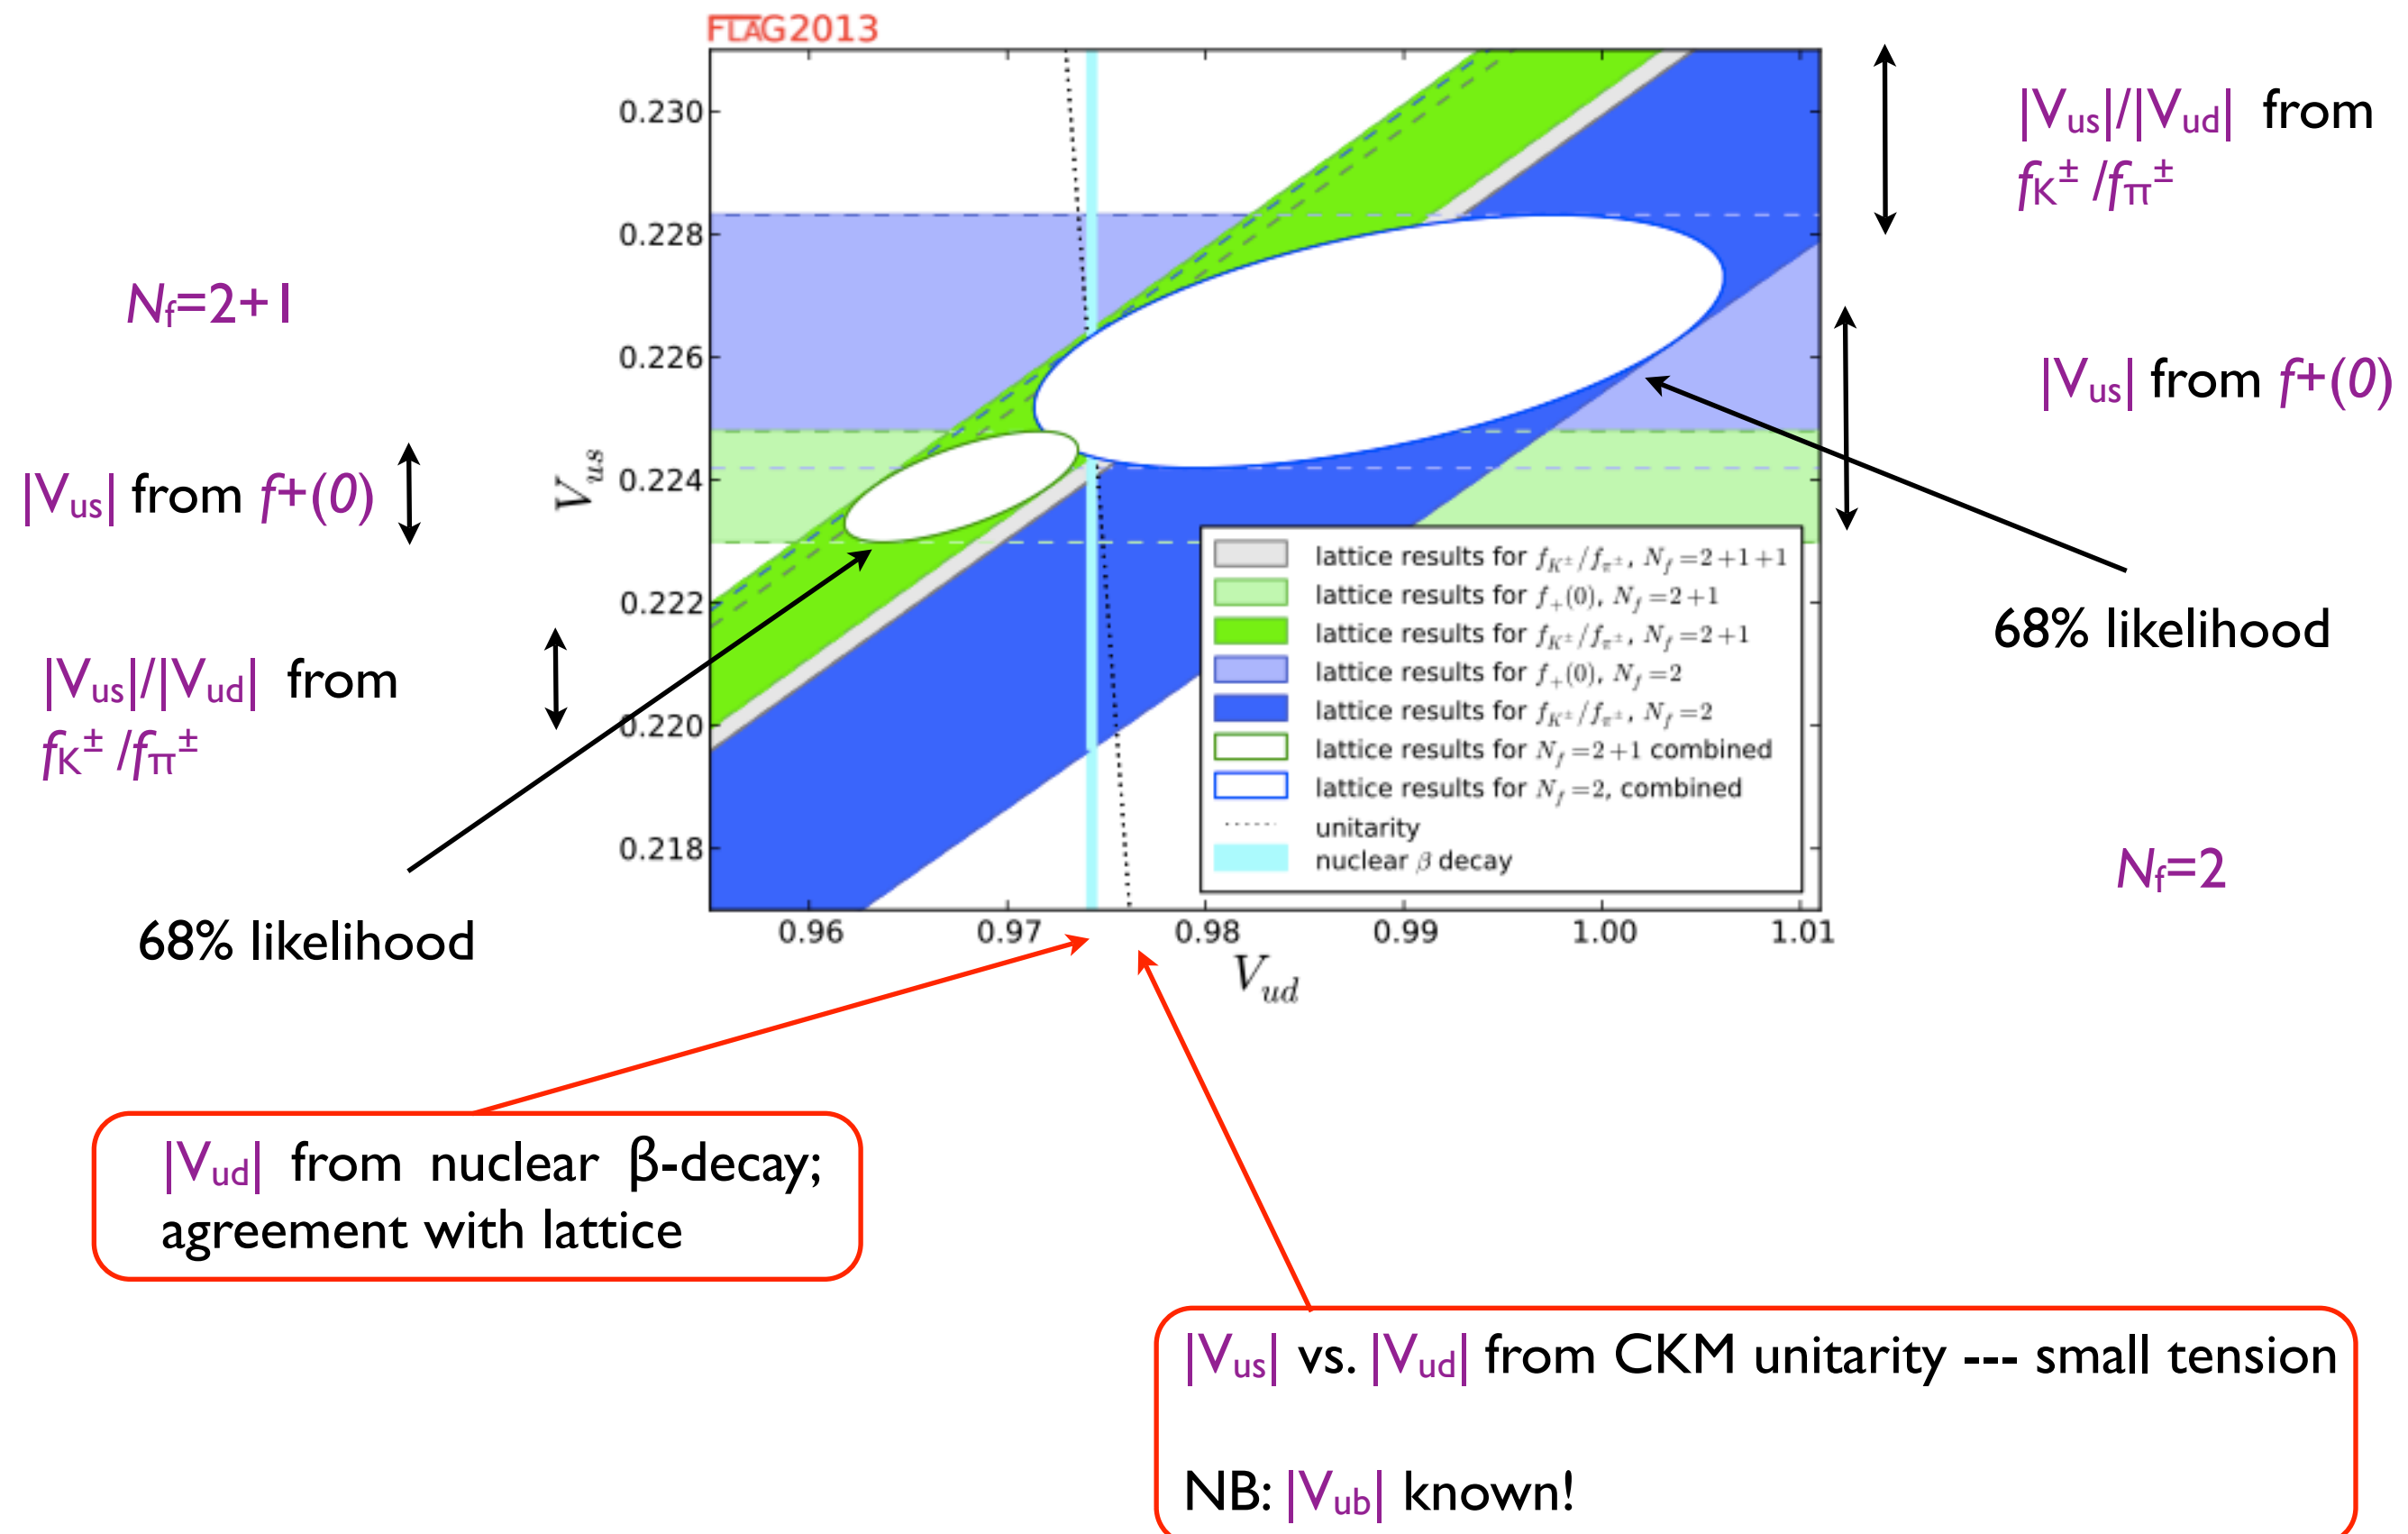 FLAG2013
0.230
0.228
0.226
0.224
0.222
0.220
0.218
V_us
0.96
0.97
0.98
0.99
1.00
1.01
V_ud
lattice results for f_K±/f_π±, N_f=2+1+1
lattice results for f_+(0), N_f=2+1
lattice results for f_K±/f_π±, N_f=2+1
lattice results for f_+(0), N_f=2
lattice results for f_K±/f_π±, N_f=2
lattice results for N_f=2+1 combined
lattice results for N_f=2, combined
unitarity
nuclear β decay
N_f=2+1
|V_us| from f+(0)
|V_us|/|V_ud| from
f_K± /f_π±
68% likelihood
|V_us|/|V_ud| from
f_K± /f_π±
|V_us| from f+(0)
68% likelihood
N_f=2
|V_ud| from nuclear β-decay;
agreement with lattice
|V_us| vs. |V_ud| from CKM unitarity --- small tension
NB: |V_ub| known!